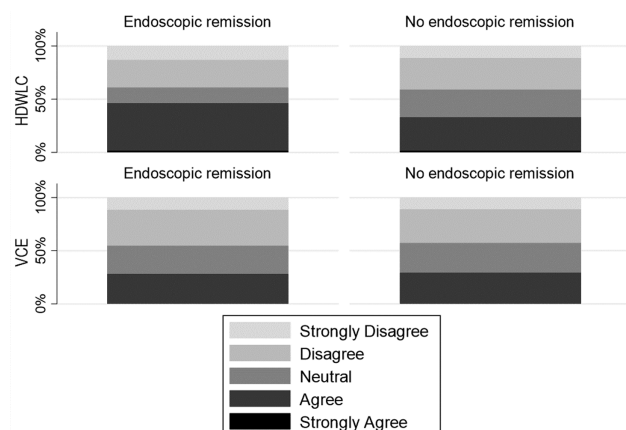 Endoscopic remission
No endoscopic remission
HDWLC
100%
50%
0%
Endoscopic remission
No endoscopic remission
VCE
100%
50%
0%
Strongly Disagree
Disagree
Neutral
Agree
Strongly Agree